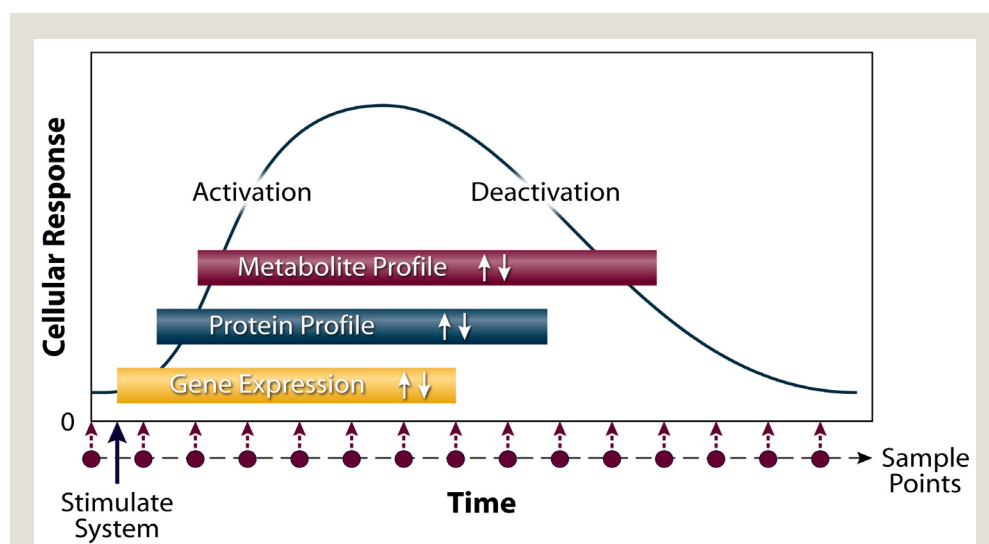 Cellular Response
Activation
Deactivation
Metabolite Profile ↑↓
Protein Profile ↑↓
Gene Expression ↑↓
0
Sample
Points
Stimulate
System
Time